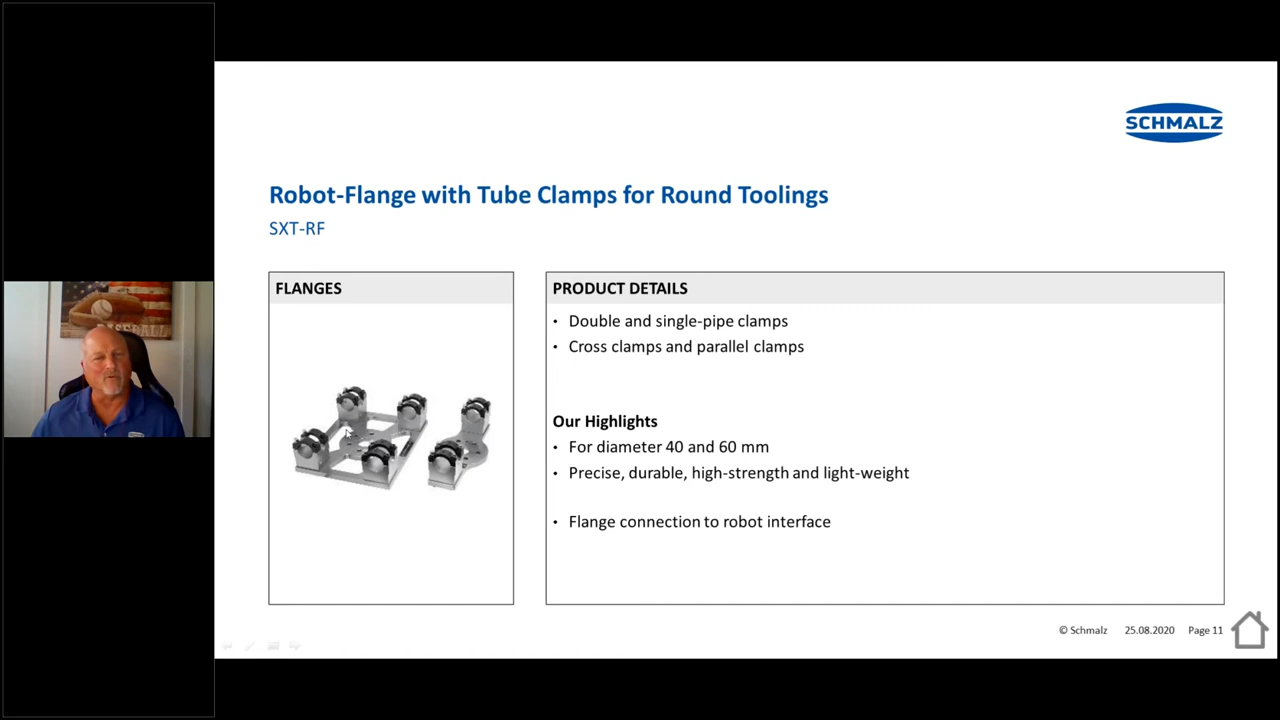 SCHMALZ
Robot-Flange with Tube Clamps for Round Toolings
SXT-RF
FLANGES
PRODUCT DETAILS
• Double and single-pipe clamps
• Cross clamps and parallel clamps
Our Highlights
• For diameter 40 and 60 mm
• Precise, durable, high-strength and light-weight
• Flange connection to robot interface
© Schmalz 25.08.2020 Page 11
BASEBALL